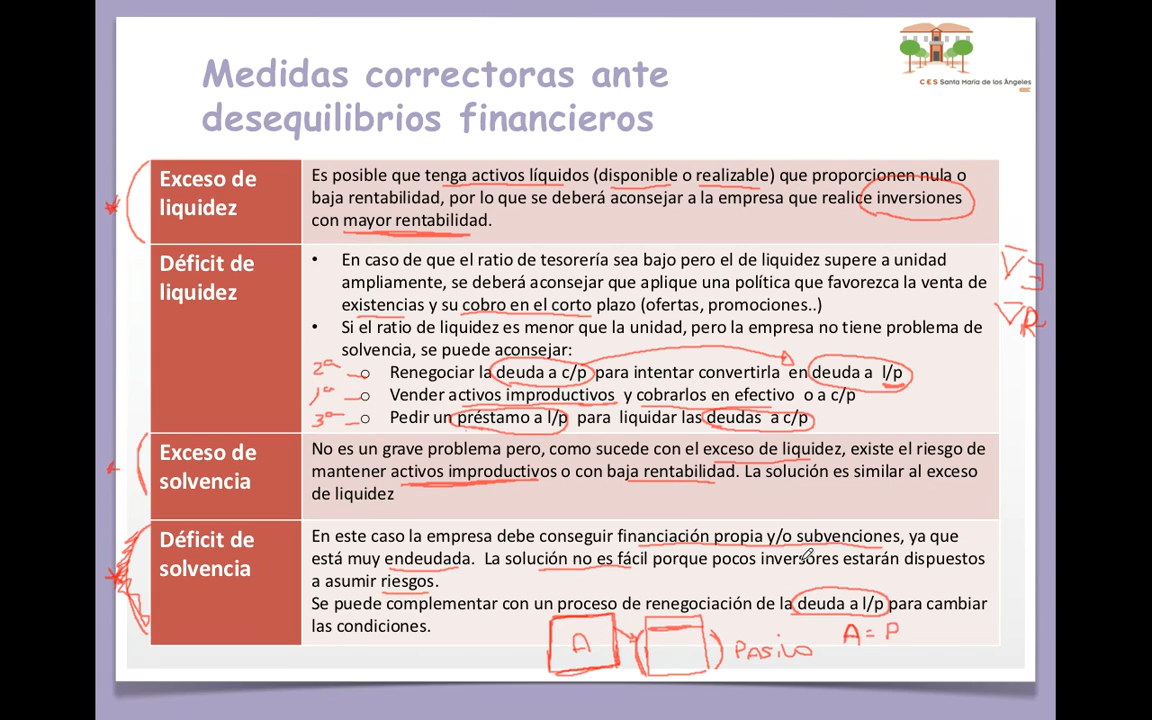 Medidas correctoras ante
desequilibrios financieros
C E S Santa María de los Ángeles
Exceso de
liquidez
Es posible que tenga activos líquidos (disponible o realizable) que proporcionen nula o
baja rentabilidad, por lo que se deberá aconsejar a la empresa que realice inversiones
con mayor rentabilidad.
Déficit de
liquidez
• En caso de que el ratio de tesorería sea bajo pero el de liquidez supere a unidad
ampliamente, se deberá aconsejar que aplique una política que favorezca la venta de
existencias y su cobro en el corto plazo (ofertas, promociones..)
• Si el ratio de liquidez es menor que la unidad, pero la empresa no tiene problema de
solvencia, se puede aconsejar:
2ª o Renegociar la deuda a c/p para intentar convertirla en deuda a l/p
1ª o Vender activos improductivos y cobrarlos en efectivo o a c/p
3ª o Pedir un préstamo a l/p para liquidar las deudas a c/p
Exceso de
solvencia
No es un grave problema pero, como sucede con el exceso de liquidez, existe el riesgo de
mantener activos improductivos o con baja rentabilidad. La solución es similar al exceso
de liquidez
Déficit de
solvencia
En este caso la empresa debe conseguir financiación propia y/o subvenciones, ya que
está muy endeudada. La solución no es fácil porque pocos inversores estarán dispuestos
a asumir riesgos.
Se puede complementar con un proceso de renegociación de la deuda a l/p para cambiar
las condiciones.
A
PASIVO
A = P